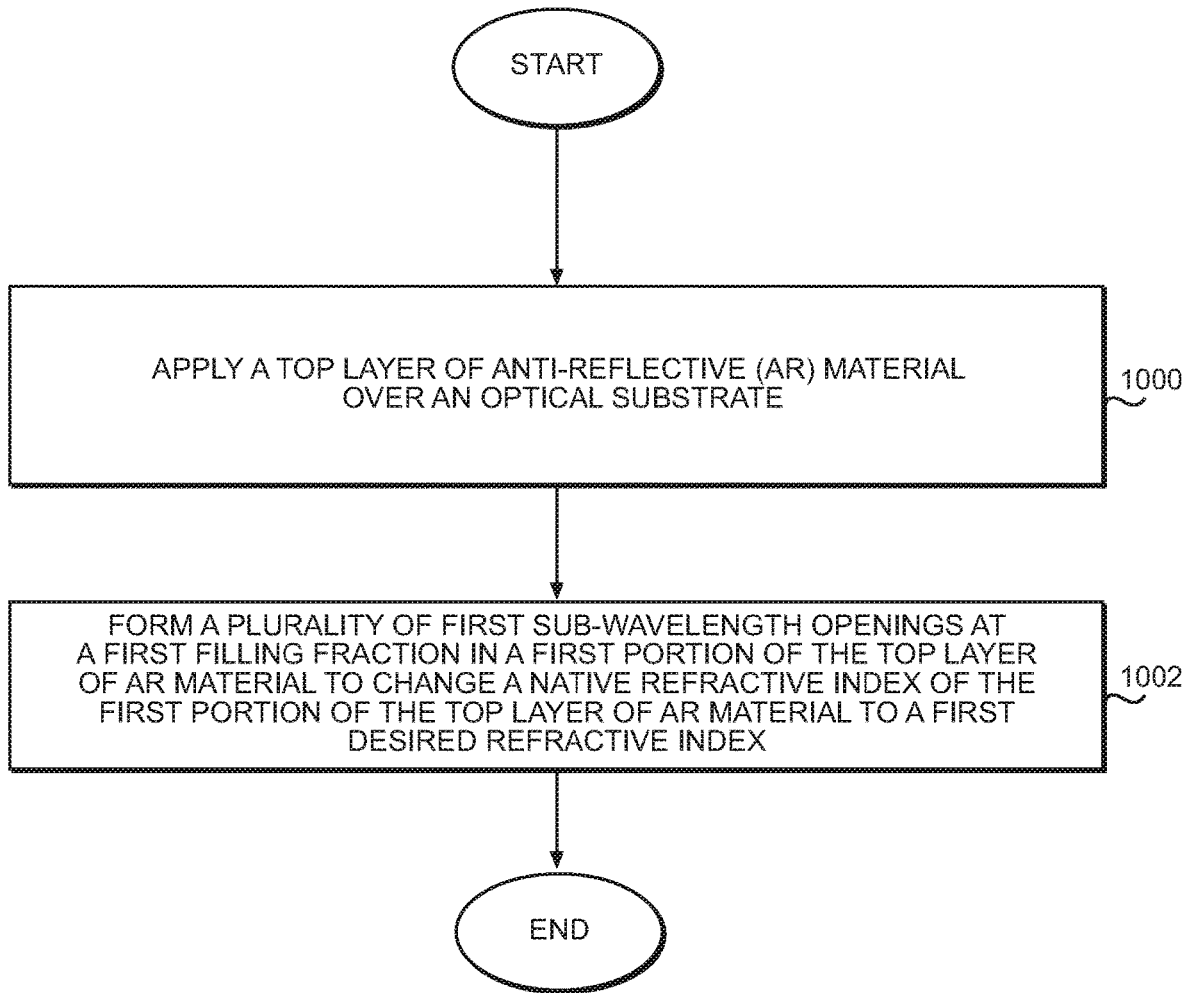 START
APPLY A TOP LAYER OF ANTI-REFLECTIVE (AR) MATERIAL
OVER AN OPTICAL SUBSTRATE
1000
FORM A PLURALITY OF FIRST SUB-WAVELENGTH OPENINGS AT
A FIRST FILLING FRACTION IN A FIRST PORTION OF THE TOP LAYER
OF AR MATERIAL TO CHANGE A NATIVE REFRACTIVE INDEX OF THE
FIRST PORTION OF THE TOP LAYER OF AR MATERIAL TO A FIRST
DESIRED REFRACTIVE INDEX
1002
END